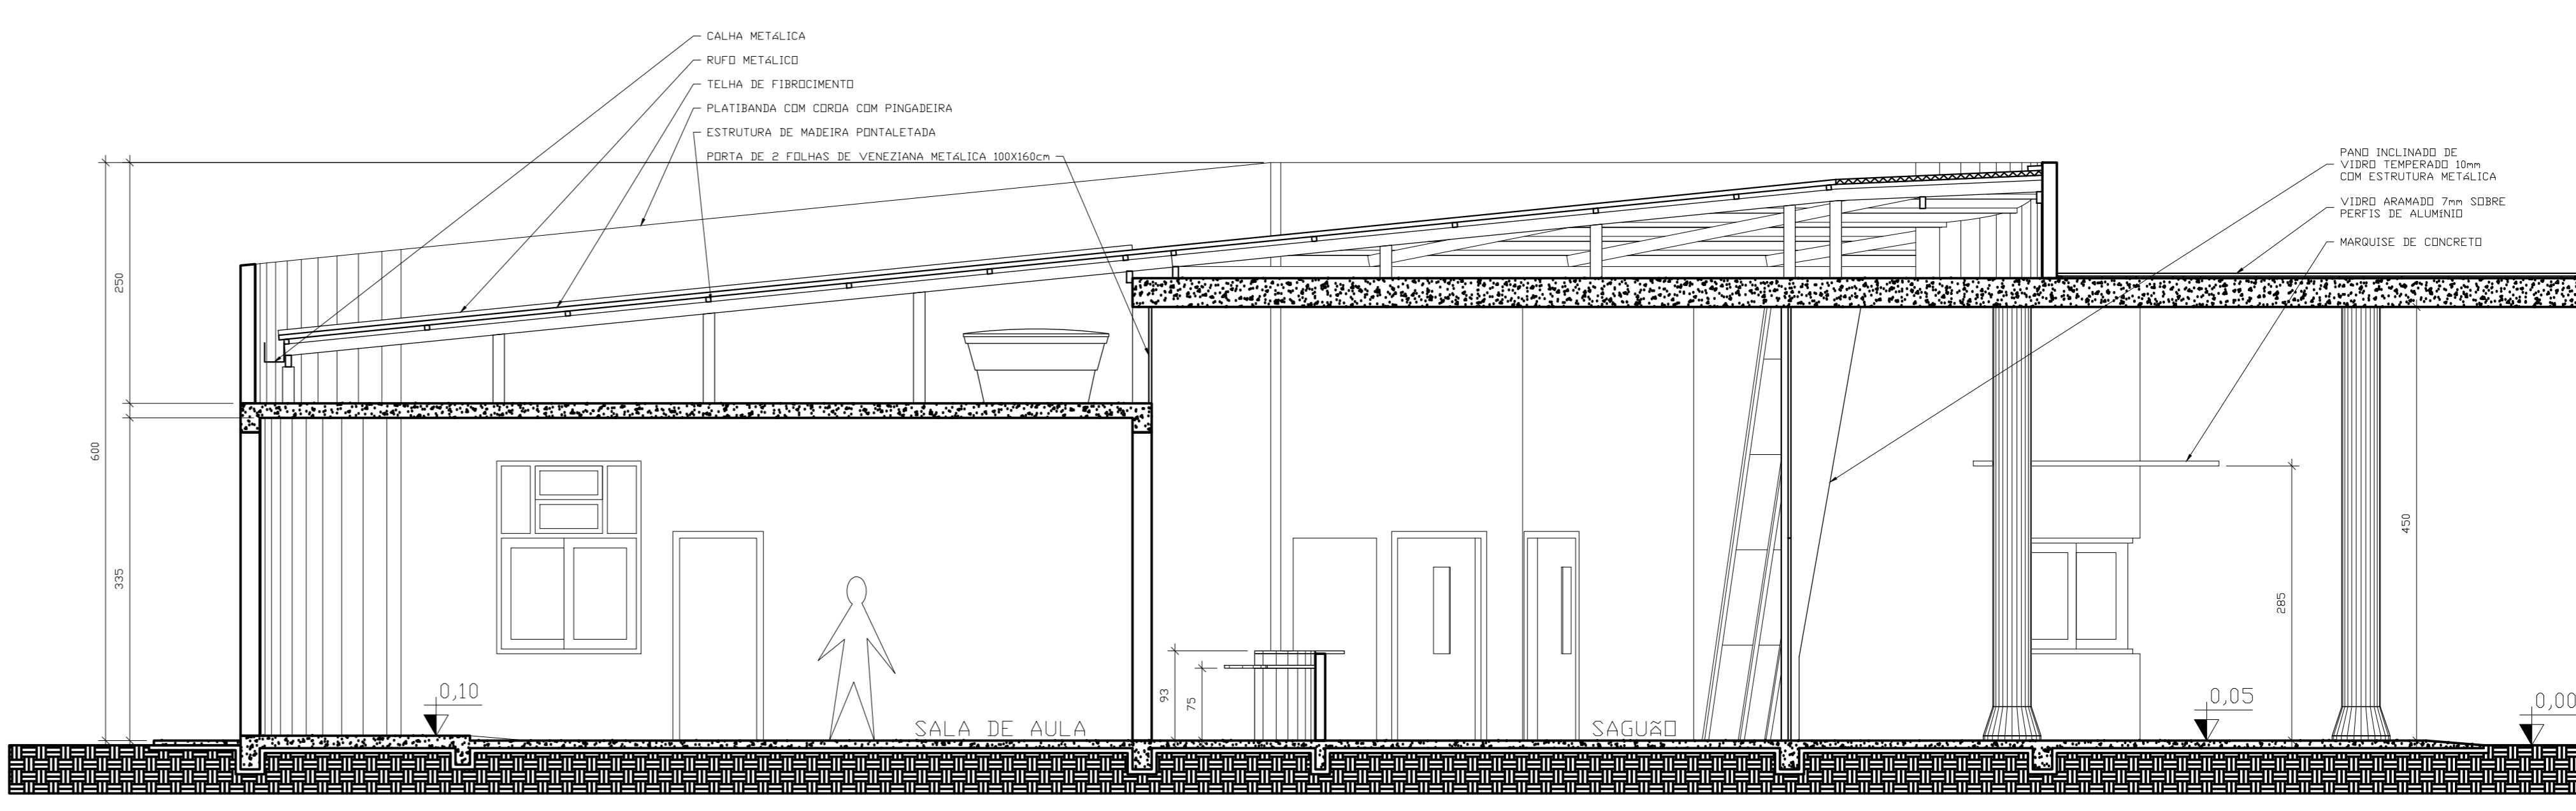 CALHA METÁLICA
RUFO METÁLICO
TELHA DE FIBROCIMENTO
PLATIBANDA COM COROA COM PINGADEIRA
ESTRUTURA DE MADEIRA PONTALETADA
PORTA DE 2 FOLHAS DE VENEZIANA METÁLICA 100X160cm
PANO INCLINADO DE
VIDRO TEMPERADO 10mm
COM ESTRUTURA METÁLICA
VIDRO ARAMADO 7mm SOBRE
PERFIS DE ALUMÍNIO
MARQUISE DE CONCRETO
250
600
335
450
285
93
75
0,10
0,05
0,00
SALA DE AULA
SAGUÃO